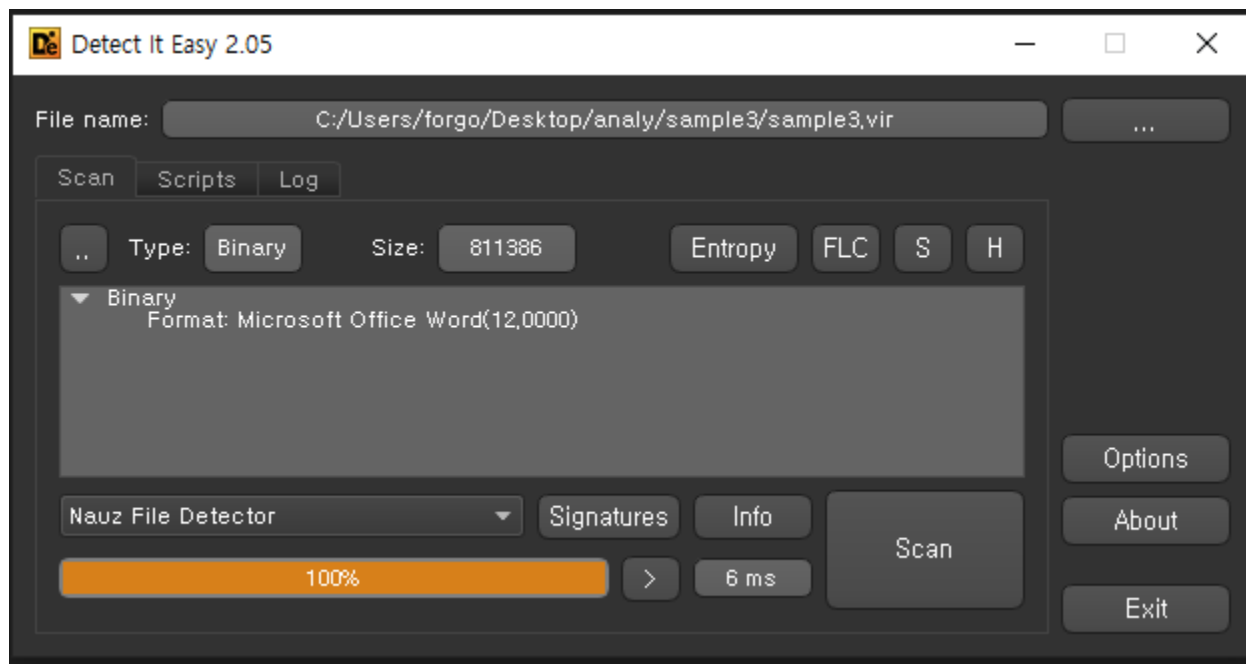 Detect It Easy 2.05
File name: C:/Users/forgo/Desktop/analy/sample3/sample3,vir ...
Scan Scripts Log
.. Type: Binary Size: 811386 Entropy FLC S H
Binary
Format: Microsoft Office Word(12,0000)
Options
Nauz File Detector Signatures Info Scan About
100% > 6 ms
Exit